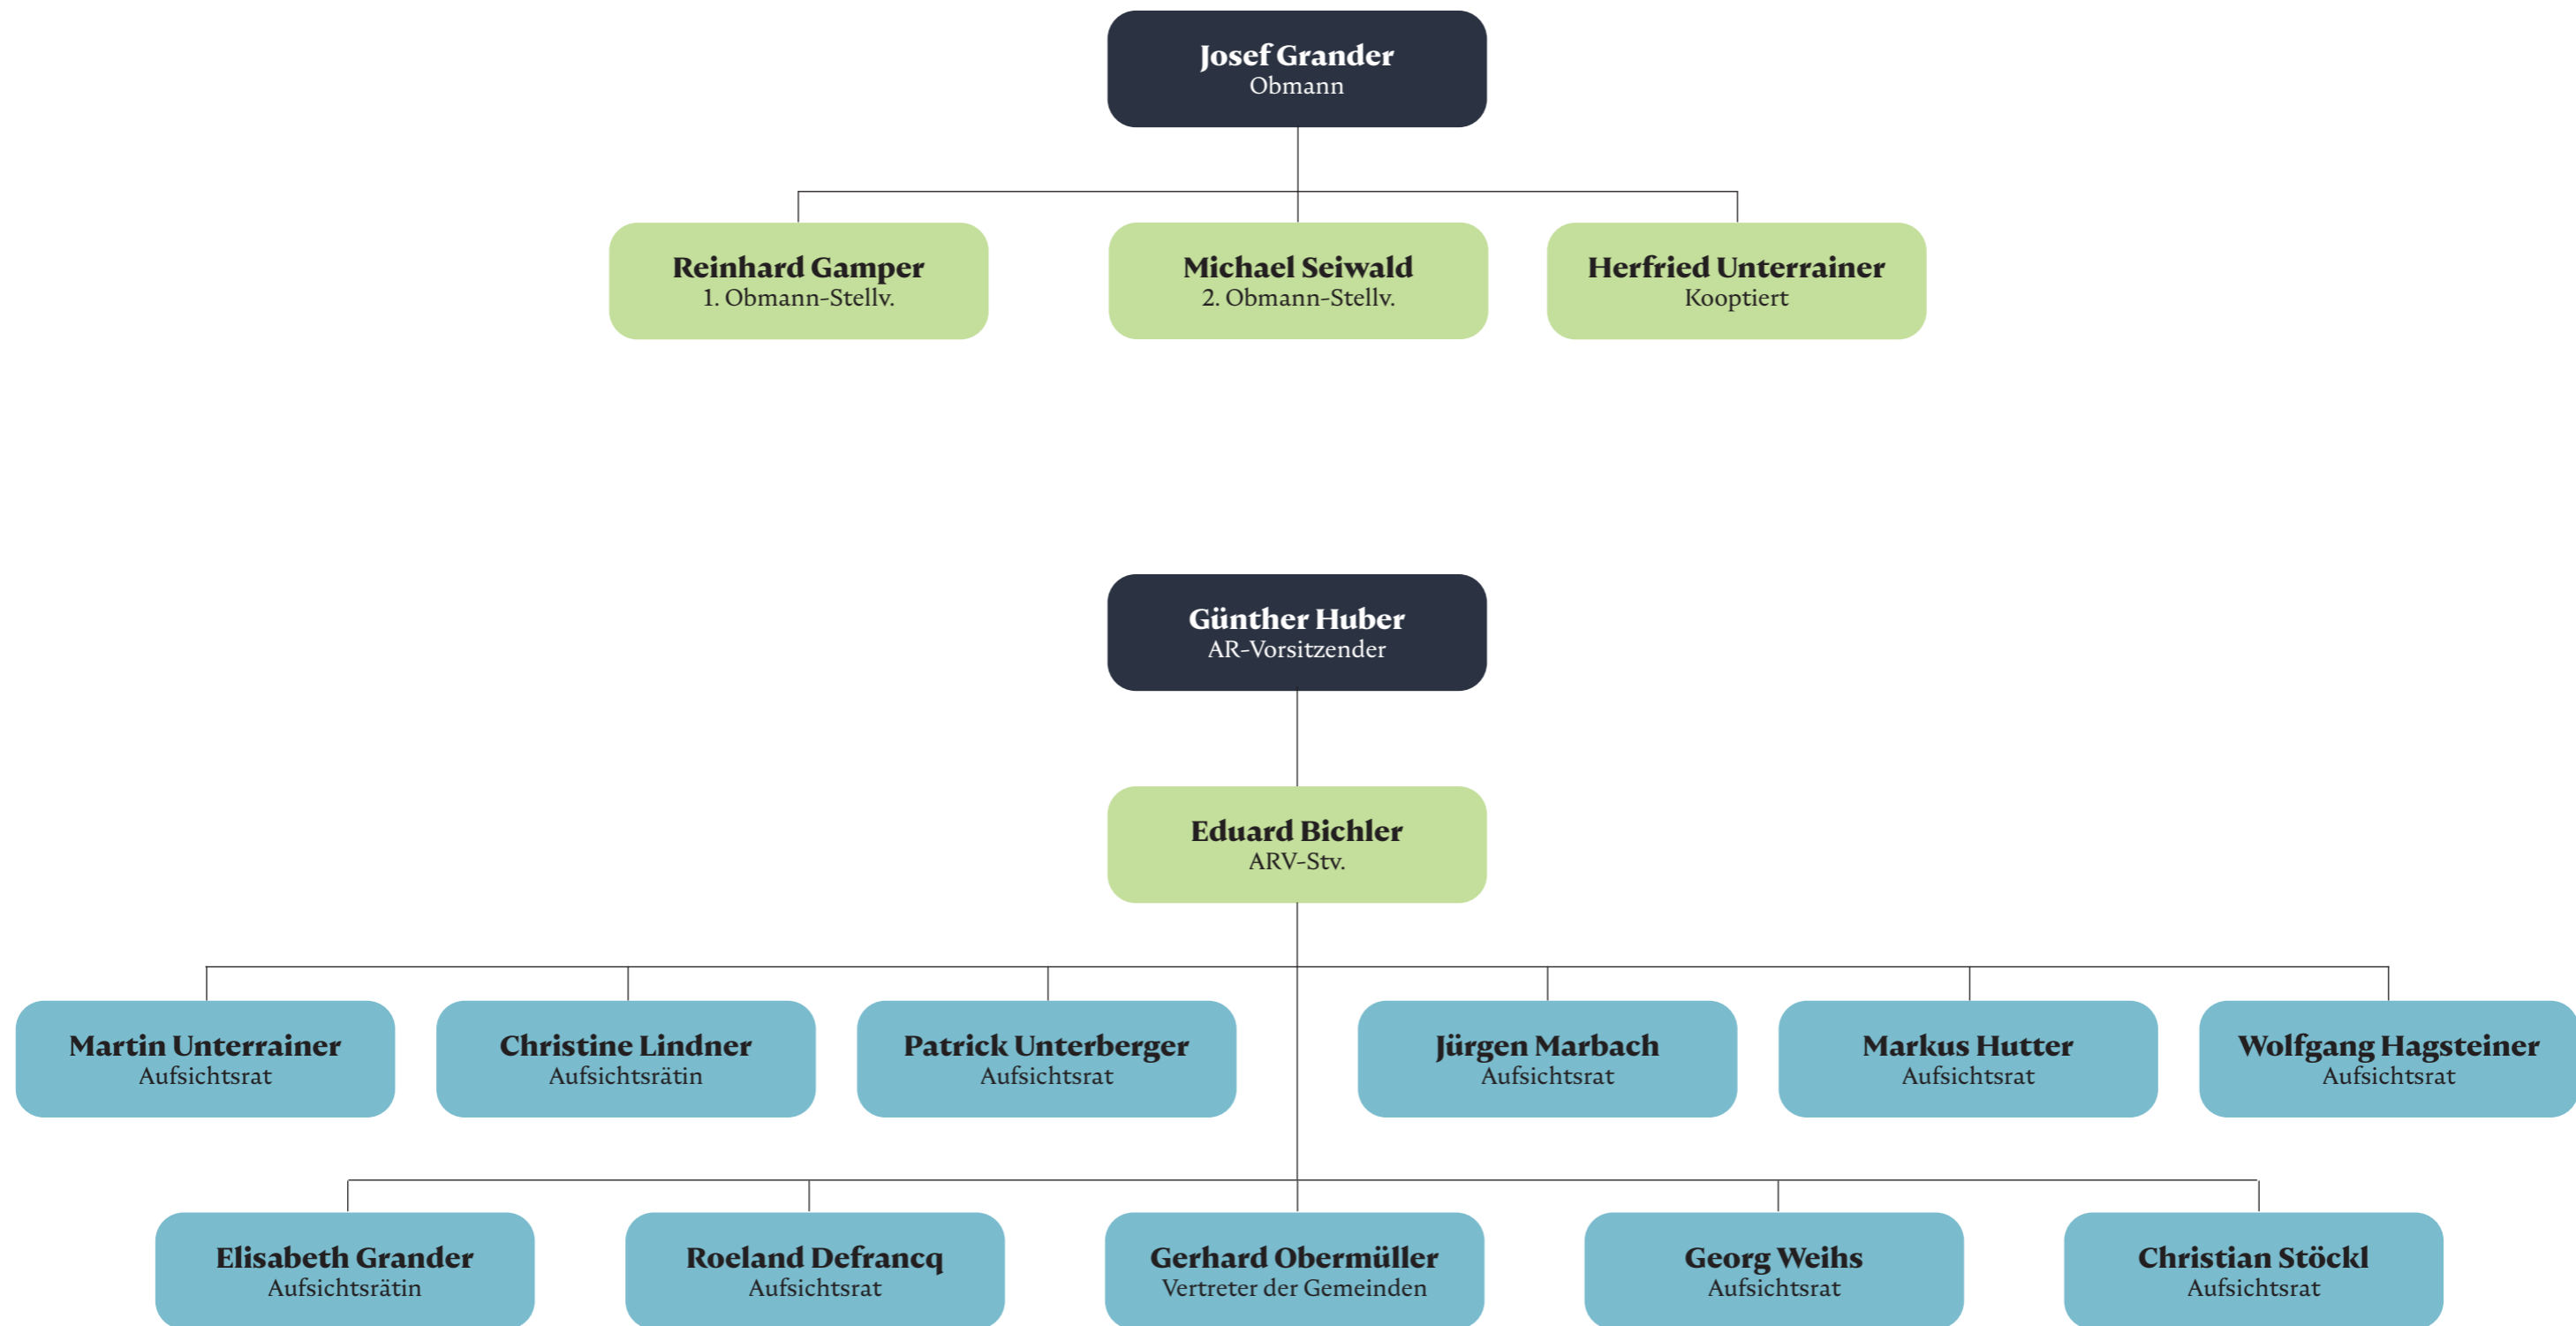 Josef Grander
Obmann
Reinhard Gamper
1. Obmann-Stellv.
Michael Seiwald
2. Obmann-Stellv.
Herfried Unterrainer
Kooptiert
Günther Huber
AR-Vorsitzender
Eduard Bichler
ARV-Stv.
Martin Unterrainer
Aufsichtsrat
Christine Lindner
Aufsichtsrätin
Patrick Unterberger
Aufsichtsrat
Jürgen Marbach
Aufsichtsrat
Markus Hutter
Aufsichtsrat
Wolfgang Hagsteiner
Aufsichtsrat
Elisabeth Grander
Aufsichtsrätin
Roeland Defrancq
Aufsichtsrat
Gerhard Obermüller
Vertreter der Gemeinden
Georg Weihs
Aufsichtsrat
Christian Stöckl
Aufsichtsrat